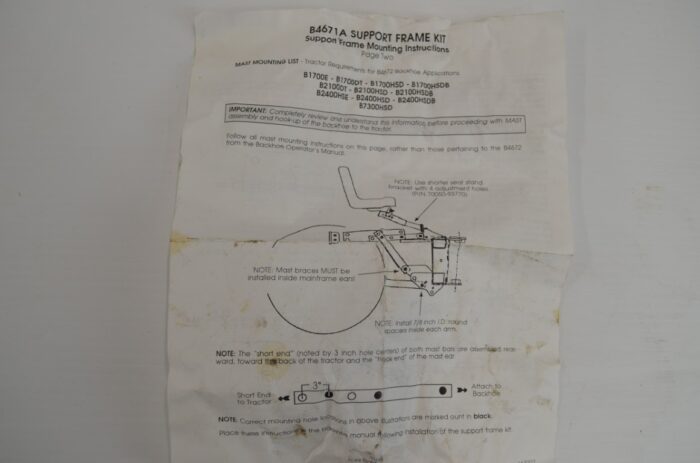 B4671A SUPPORT FRAME KIT
Support Frame Mounting Instructions
Page Two
MAST MOUNTING LIST - Tractor Requirements for B4672 Backhoe Applications
B1700E - B1700DT - B1700HSD - B1700HSDB
B2100DT - B2100HSD - B2100HSDB
B2400HSE - B2400HSD - B2400HSDB
B7300HSD
IMPORTANT: Completely review and understand this information before proceeding with MAST
assembly and hook-up of the backhoe to the tractor.
Follow all mast mounting instructions on this page, rather than those pertaining to the B4672
from the Backhoe Operator's Manual.
NOTE: Use shorter seat stand
bracket with 4 adjustment holes.
NOTE: Mast braces MUST be
installed inside mainframe ears!
NOTE: Install 7/8 inch I.D. round
spaces inside each arm.
NOTE: The "short end" (noted by 3 inch hole centers) of both mast bars are assembled rear-
ward, toward the back of the tractor and the end" of the mast ear
3"
Short End
to Tractor
Attach to
Backhoe
NOTE: Correct mounting hole locations in above illustration are marked ount in black.
Place frame instructions in the manual following installation of the support frame kit.